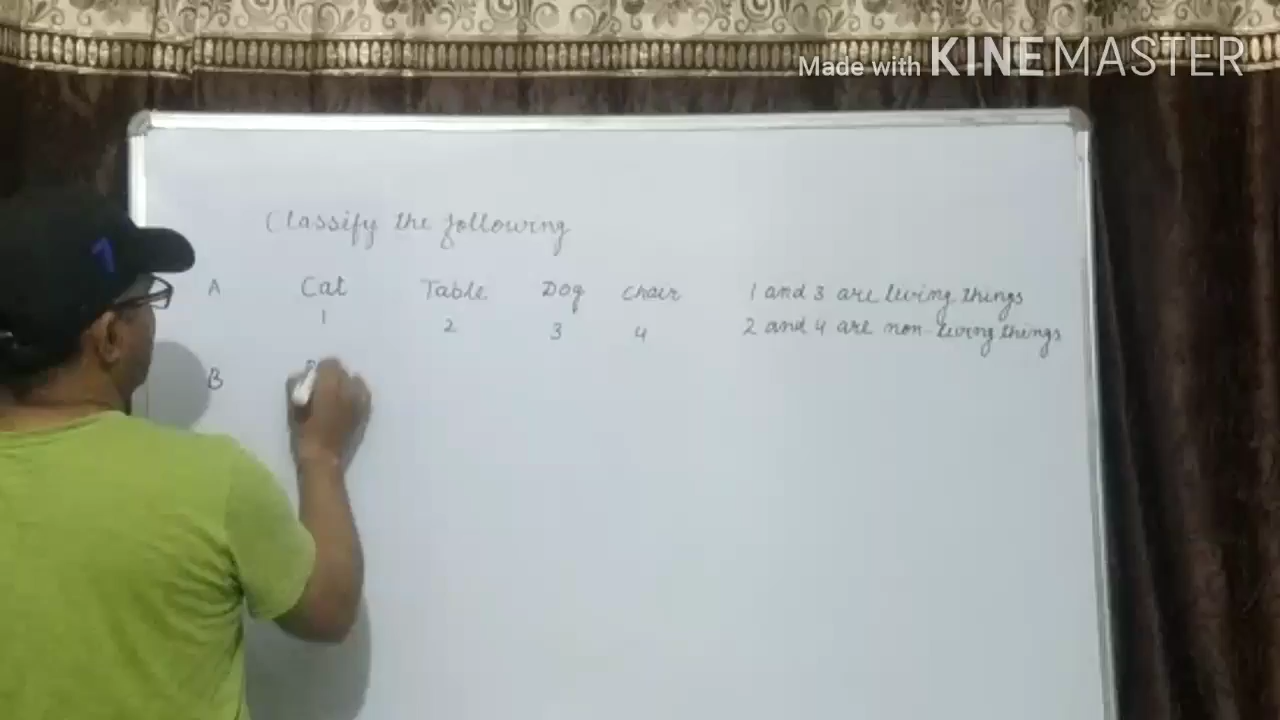 Made with KINEMASTER
Classify the following
A Cat Table Dog chair 1 and 3 are living things
1 2 3 4 2 and 4 are non-living things
B